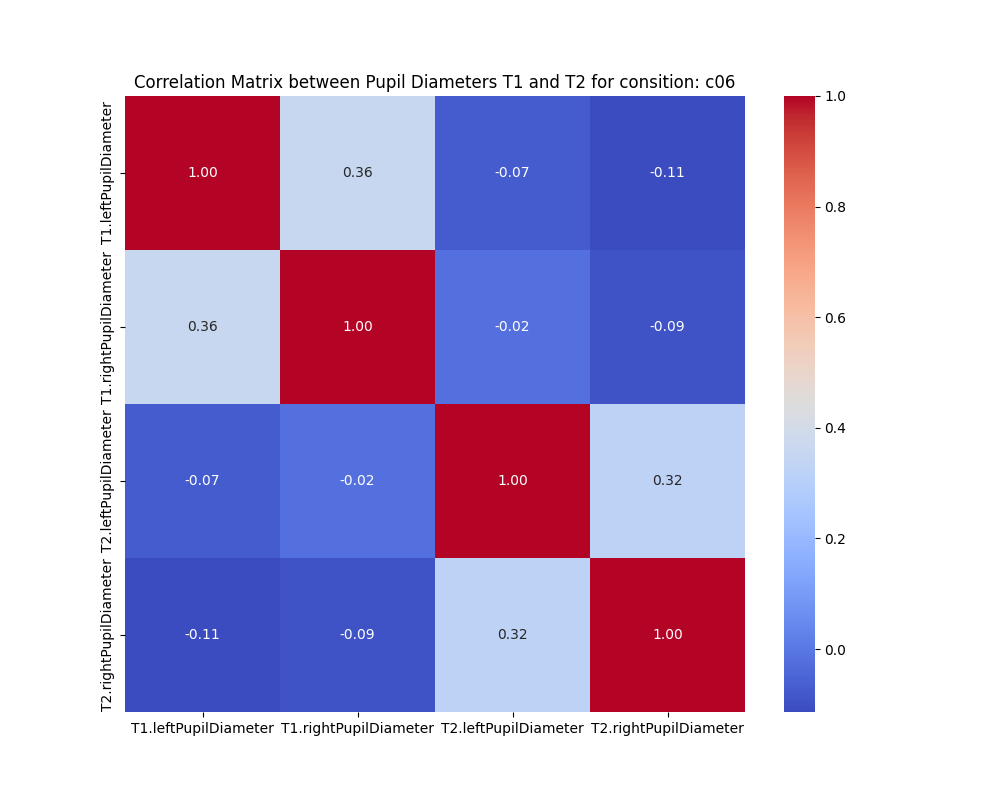 Correlation Matrix between Pupil Diameters T1 and T2 for consition: c06
T1.leftPupilDiameter
1.00 0.36 -0.07 -0.11
T1.rightPupilDiameter
0.36 1.00 -0.02 -0.09
T2.leftPupilDiameter
-0.07 -0.02 1.00 0.32
T2.rightPupilDiameter
-0.11 -0.09 0.32 1.00
T1.leftPupilDiameter T1.rightPupilDiameter T2.leftPupilDiameter T2.rightPupilDiameter
1.0
0.8
0.6
0.4
0.2
0.0